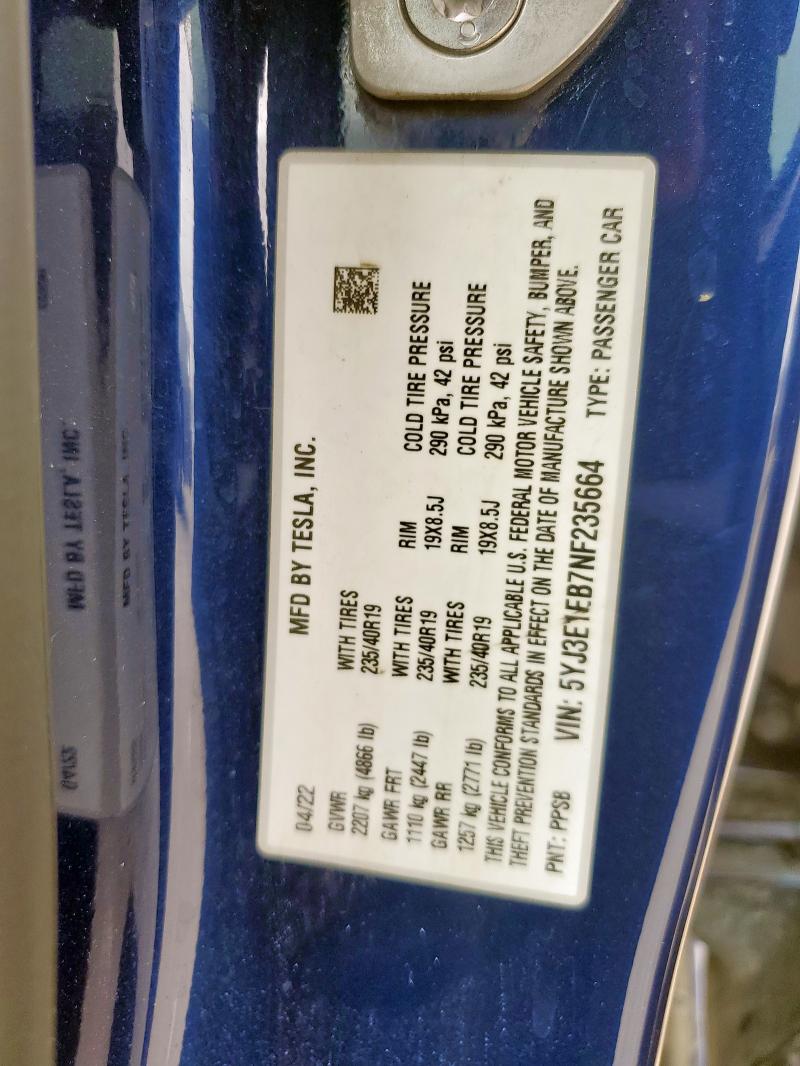 MFD BY TESLA, INC.
04/22
GVWR WITH TIRES
2207 kg (4866 lb) 235/40R19
GAWR FRT WITH TIRES RIM COLD TIRE PRESSURE
1110 kg (2447 lb) 235/40R19 19X8.5J 290 kPa, 42 psi
GAWR RR WITH TIRES RIM COLD TIRE PRESSURE
1257 kg (2771 lb) 235/40R19 19X8.5J 290 kPa, 42 psi
THIS VEHICLE CONFORMS TO ALL APPLICABLE U.S. FEDERAL MOTOR VEHICLE SAFETY, BUMPER, AND
THEFT PREVENTION STANDARDS IN EFFECT ON THE DATE OF MANUFACTURE SHOWN ABOVE.
PNT: PPSB VIN: 5YJ3E1EB7NF235664 TYPE: PASSENGER CAR